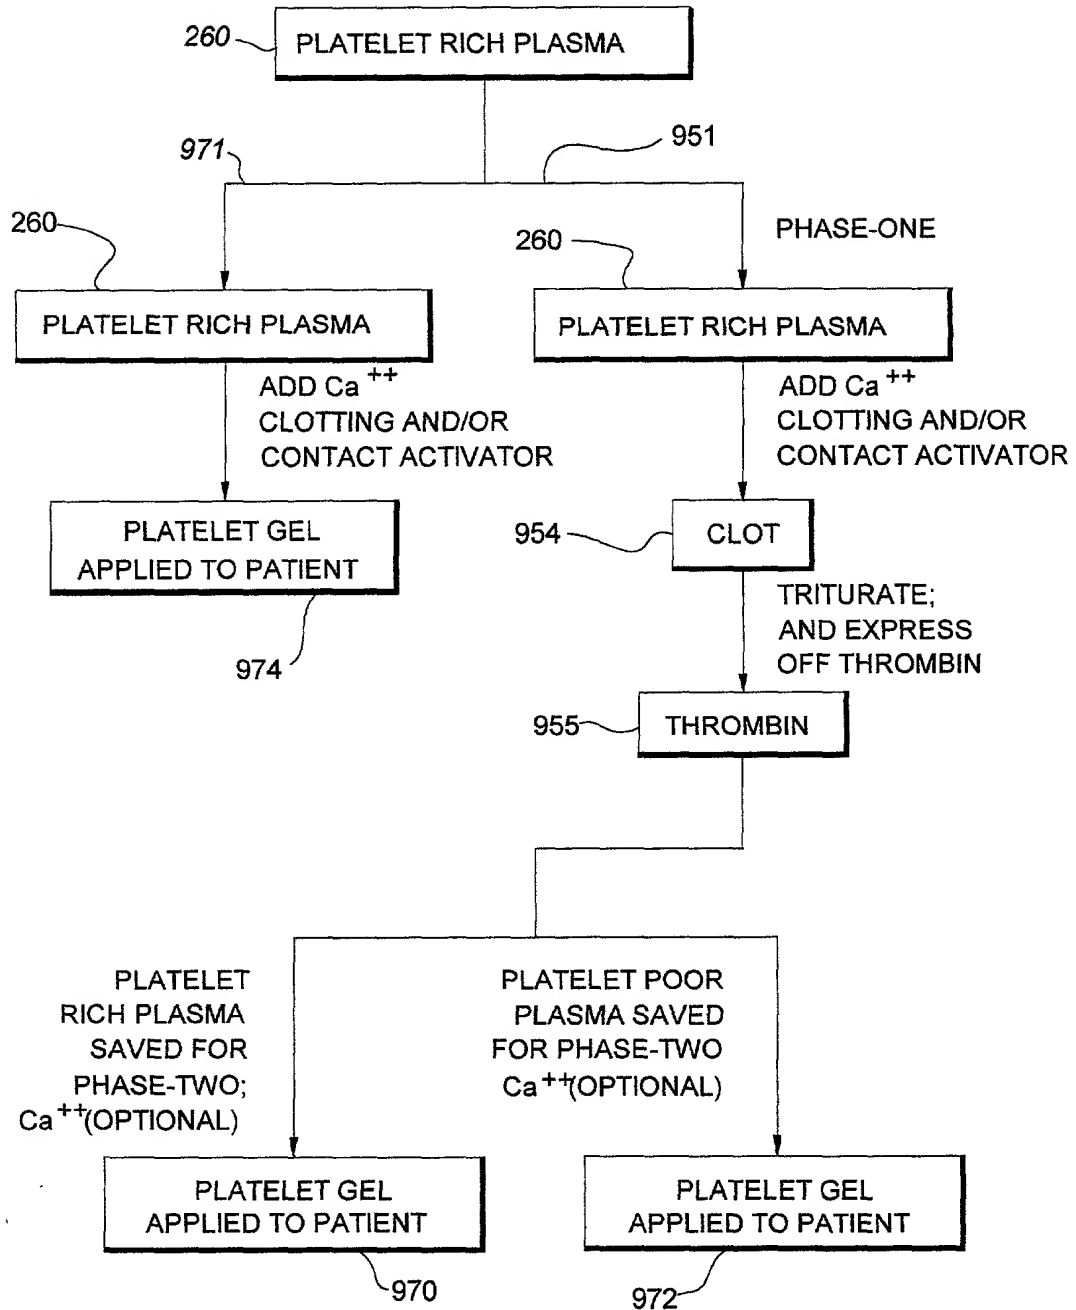 260 PLATELET RICH PLASMA
971 951
260 PHASE-ONE
260
PLATELET RICH PLASMA
PLATELET RICH PLASMA
ADD Ca ++
CLOTTING AND/OR
CONTACT ACTIVATOR
ADD Ca ++
CLOTTING AND/OR
CONTACT ACTIVATOR
PLATELET GEL
APPLIED TO PATIENT
974
954 CLOT
TRITURATE;
AND EXPRESS
OFF THROMBIN
955 THROMBIN
PLATELET
RICH PLASMA
SAVED FOR
PHASE-TWO;
Ca ++(OPTIONAL)
PLATELET POOR
PLASMA SAVED
FOR PHASE-TWO
Ca ++(OPTIONAL)
PLATELET GEL
APPLIED TO PATIENT
970
PLATELET GEL
APPLIED TO PATIENT
972